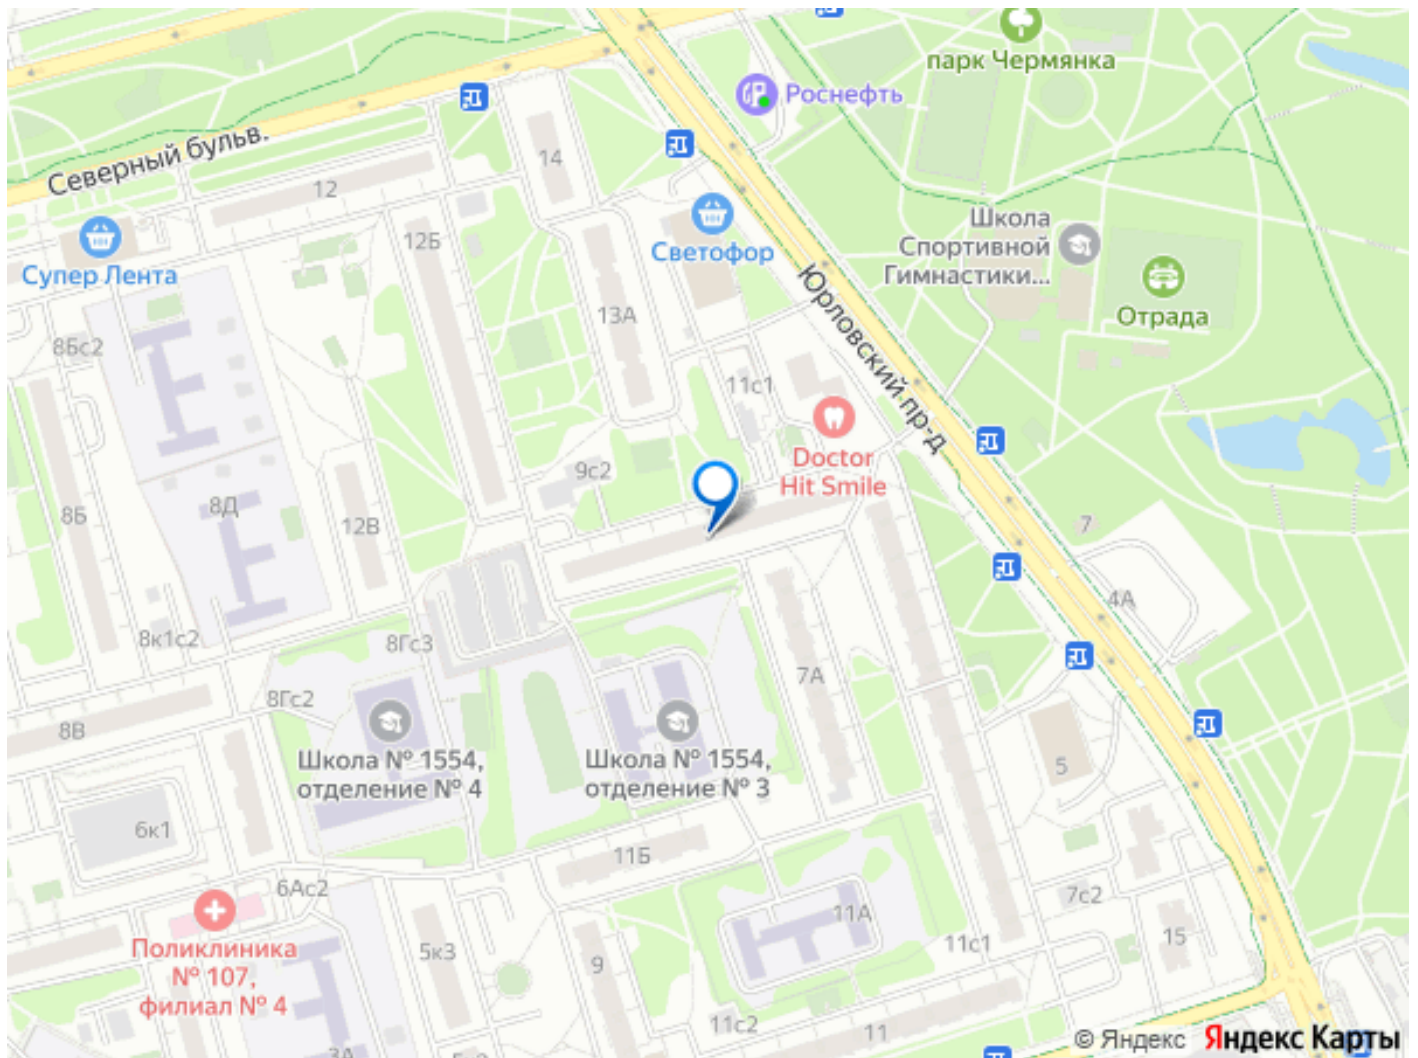 парк Чермянка
Роснефть
Северный бульв.
14
12
12Б
Школа
Спортивной
Гимнастики...
Светофор
Супер Лента
Отрада
Юрловский пр-д
13А
8Бс2
11с1
Doctor
Hit Smile
9с2
8Б
8Д
12В
7
4А
8к1с2
8Гс3
7А
8Гс2
8В
Школа № 1554,
отделение № 4
Школа № 1554,
отделение № 3
5
6к1
11Б
6Ас2
7с2
11А
Поликлиника
№ 107,
филиал № 4
5к3
9
11с1
15
11с2
11
3А
© Яндекс Яндекс Карты